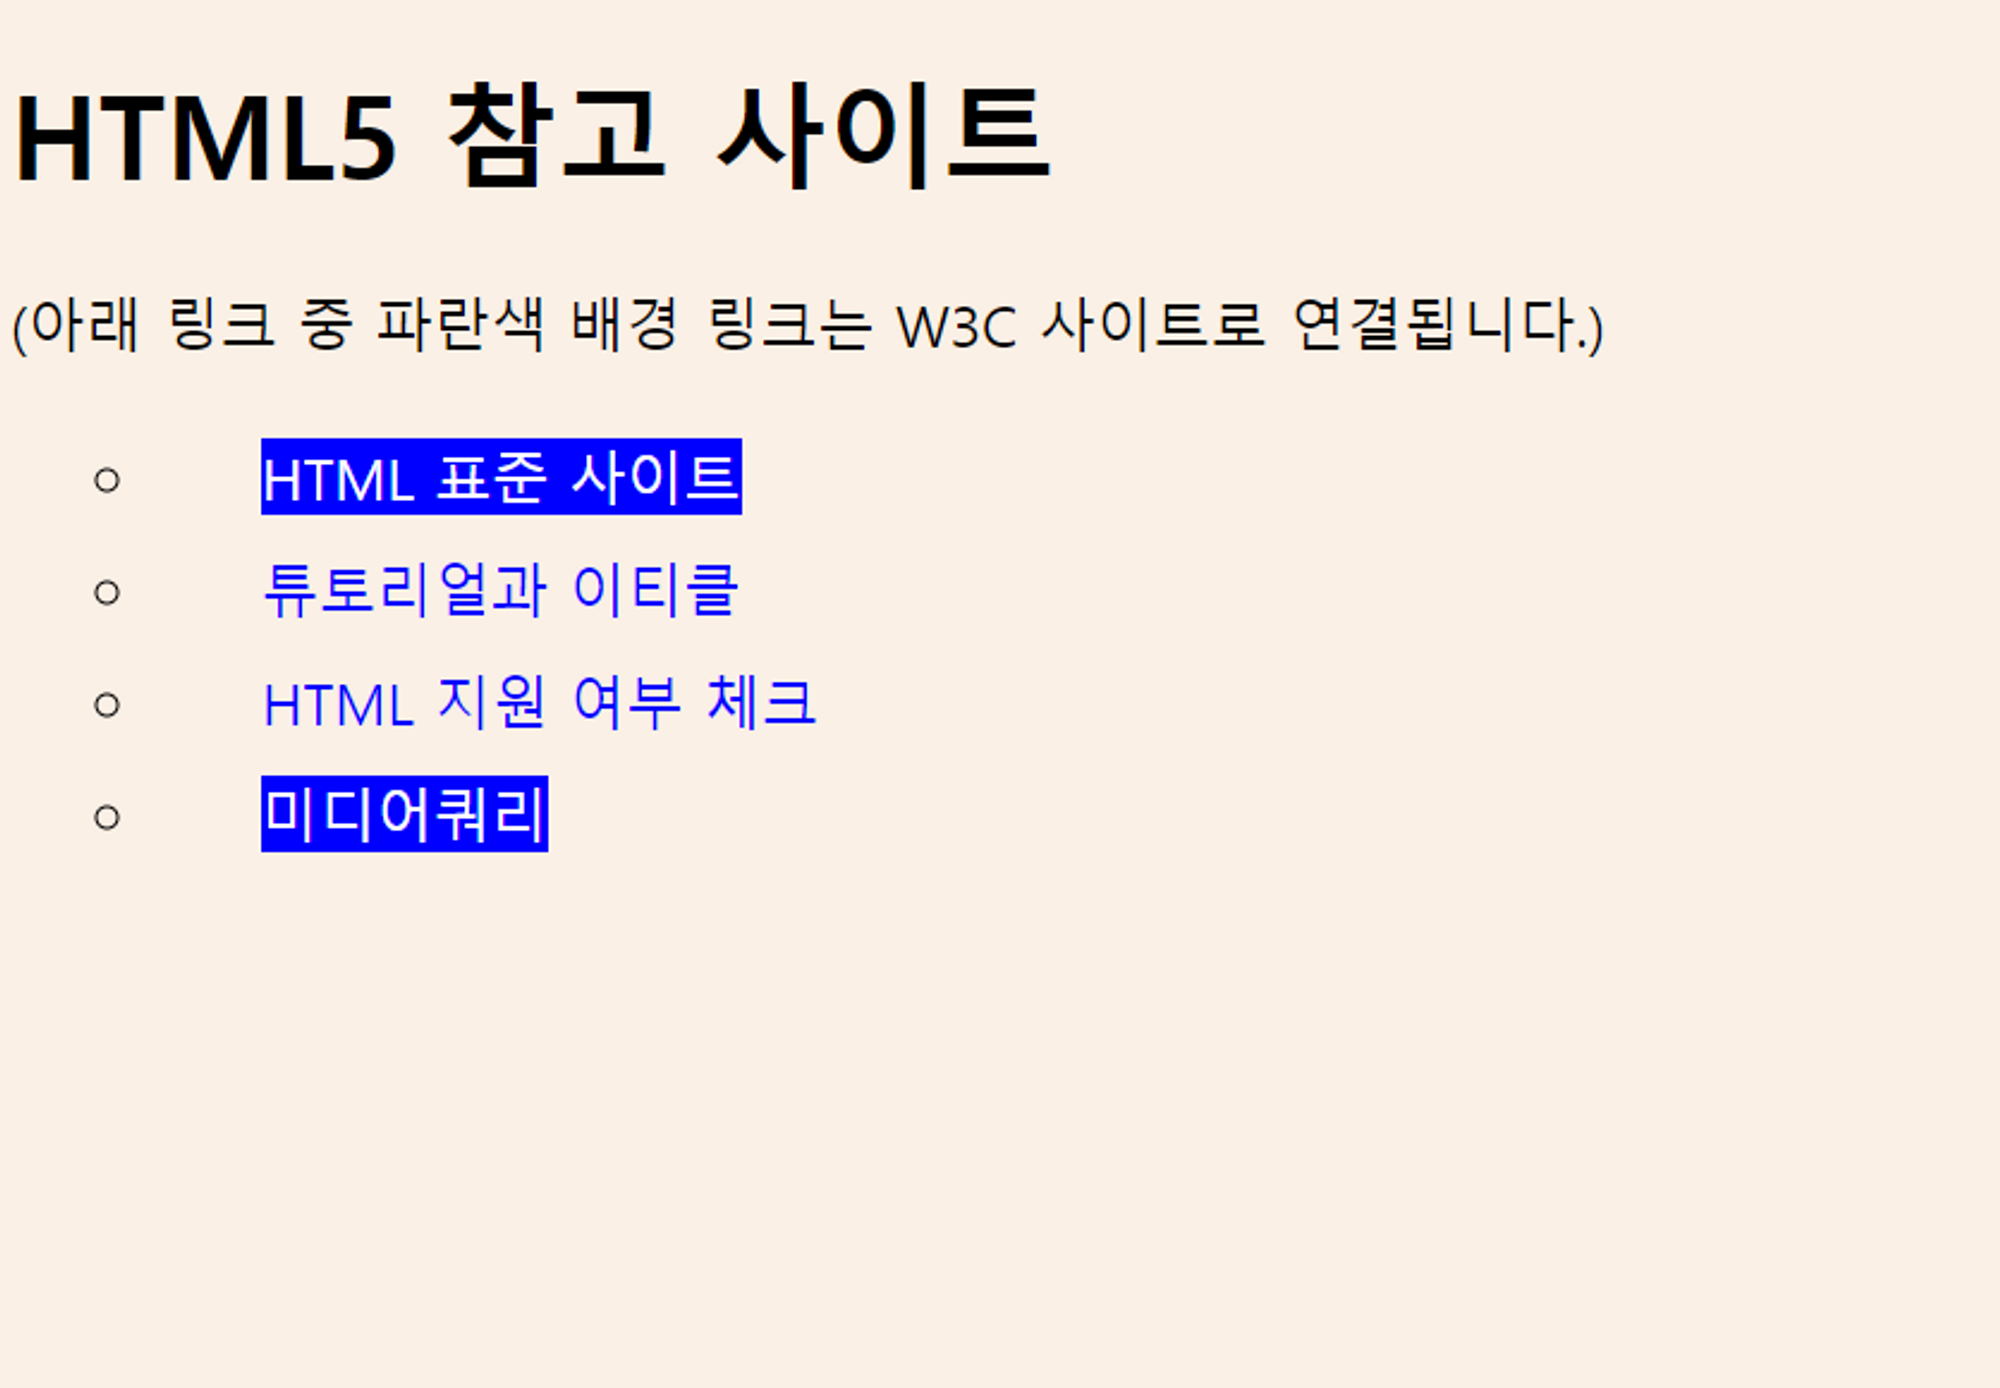 HTML5 참고 사이트
(아래 링크 중 파란색 배경 링크는 W3C 사이트로 연결됩니다.)
HTML 표준 사이트
튜토리얼과 이티클
HTML 지원 여부 체크
미디어쿼리